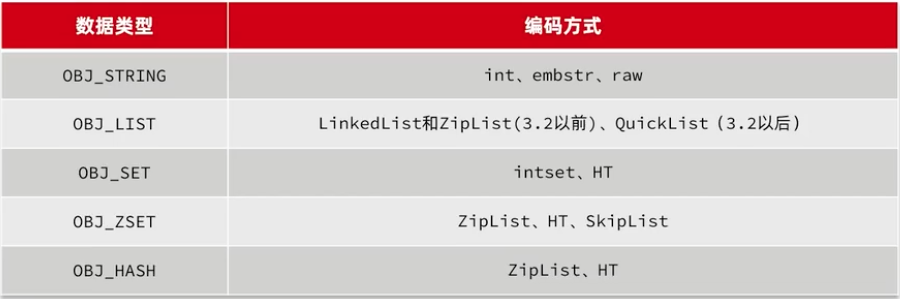 数据类型 编码方式
OBJ_STRING int、embstr、raw
OBJ_LIST LinkedList和ZipList(3.2以前)、QuickList（3.2以后）
OBJ_SET intset、HT
OBJ_ZSET ZipList、HT、SkipList
OBJ_HASH ZipList、HT